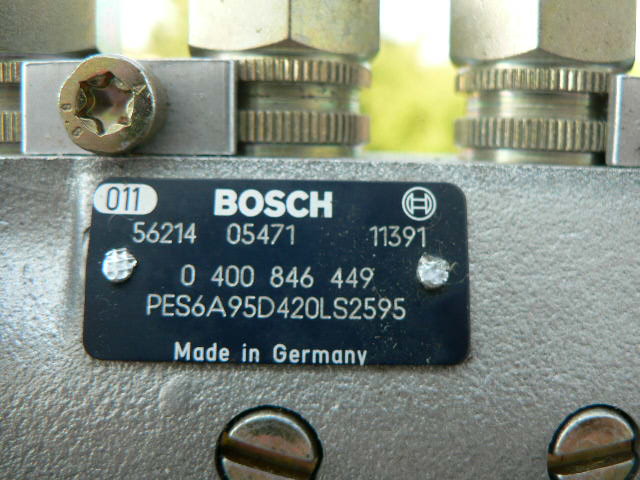 011 BOSCH
56214 05471 11391
0 400 846 449
PES6A95D420LS2595
Made in Germany